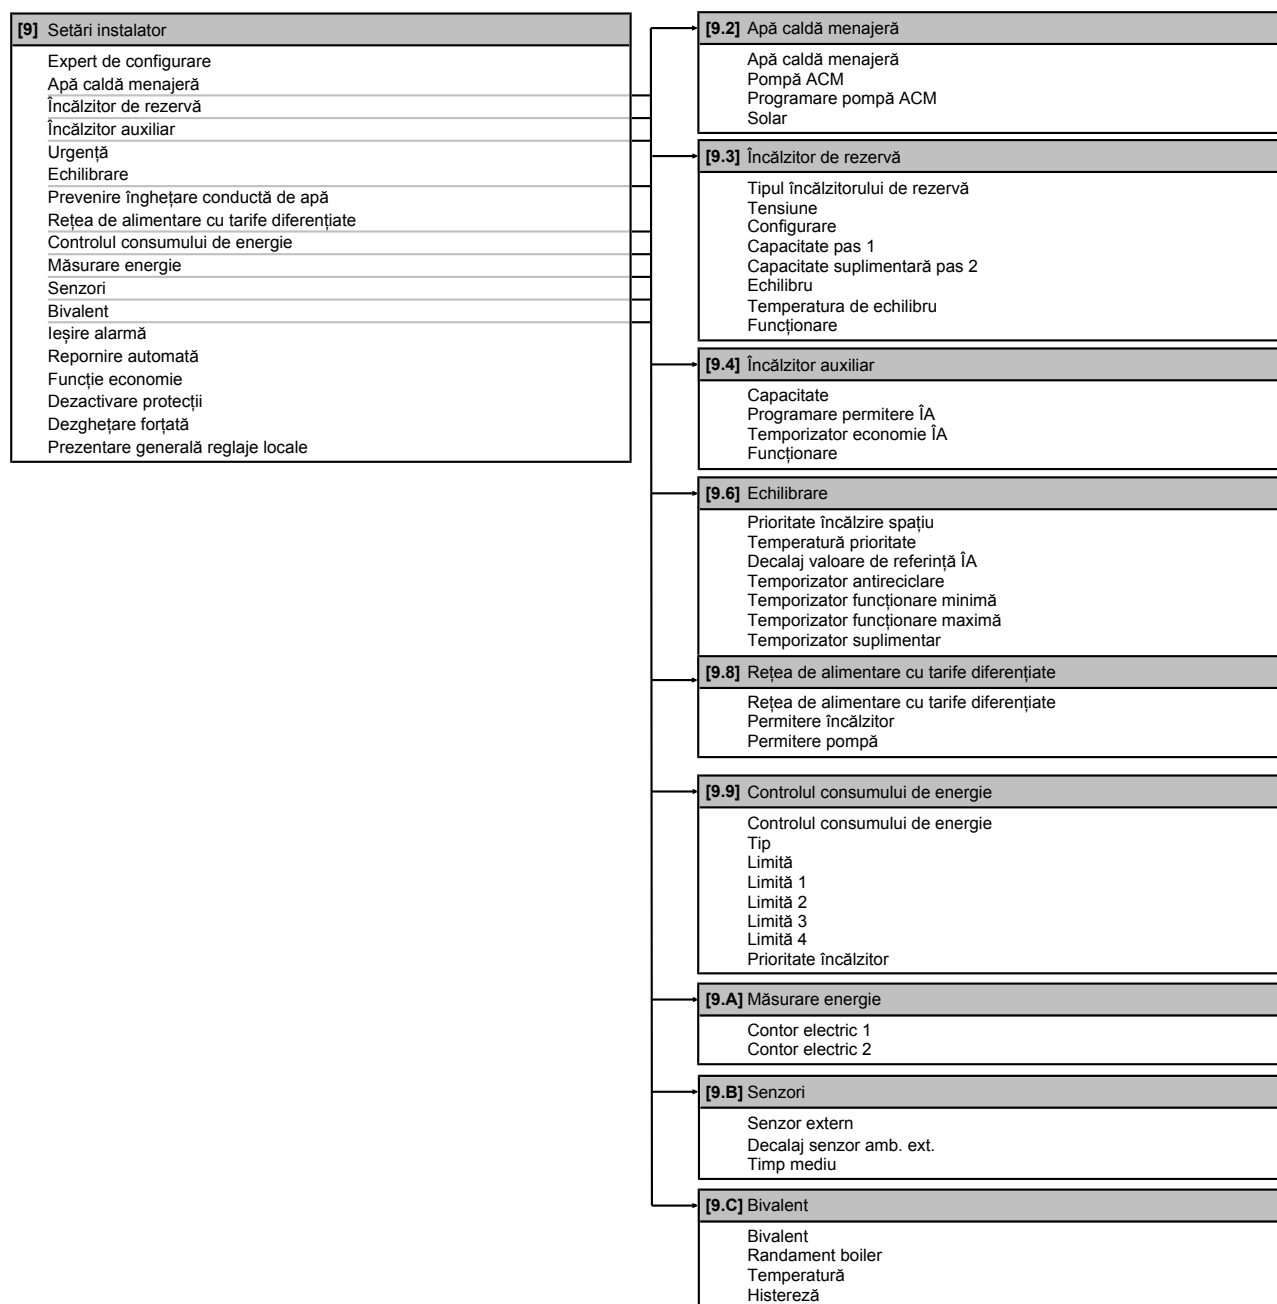 [9] Setări instalator
Expert de configurare
Apă caldă menajeră
Încălzitor de rezervă
Încălzitor auxiliar
Urgență
Echilibrare
Prevenire înghețare conductă de apă
Rețea de alimentare cu tarife diferențiate
Controlul consumului de energie
Măsurare energie
Senzori
Bivalent
Ieșire alarmă
Repornire automată
Funcție economie
Dezactivare protecții
Dezghețare forțată
Prezentare generală reglaje locale
[9.2] Apă caldă menajeră
Apă caldă menajeră
Pompă ACM
Programare pompă ACM
Solar
[9.3] Încălzitor de rezervă
Tipul încălzitorului de rezervă
Tensiune
Configurare
Capacitate pas 1
Capacitate suplimentară pas 2
Echilibru
Temperatura de echilibru
Funcționare
[9.4] Încălzitor auxiliar
Capacitate
Programare permitere ÎA
Temporizator economie ÎA
Funcționare
[9.6] Echilibrare
Prioritate încălzire spațiu
Temperatură prioritate
Decalaj valoare de referință ÎA
Temporizator antireciclare
Temporizator funcționare minimă
Temporizator funcționare maximă
Temporizator suplimentar
[9.8] Rețea de alimentare cu tarife diferențiate
Rețea de alimentare cu tarife diferențiate
Permitere încălzitor
Permitere pompă
[9.9] Controlul consumului de energie
Controlul consumului de energie
Tip
Limită
Limită 1
Limită 2
Limită 3
Limită 4
Prioritate încălzitor
[9.A] Măsurare energie
Contor electric 1
Contor electric 2
[9.B] Senzori
Senzor extern
Decalaj senzor amb. ext.
Timp mediu
[9.C] Bivalent
Bivalent
Randament boiler
Temperatură
Histereză